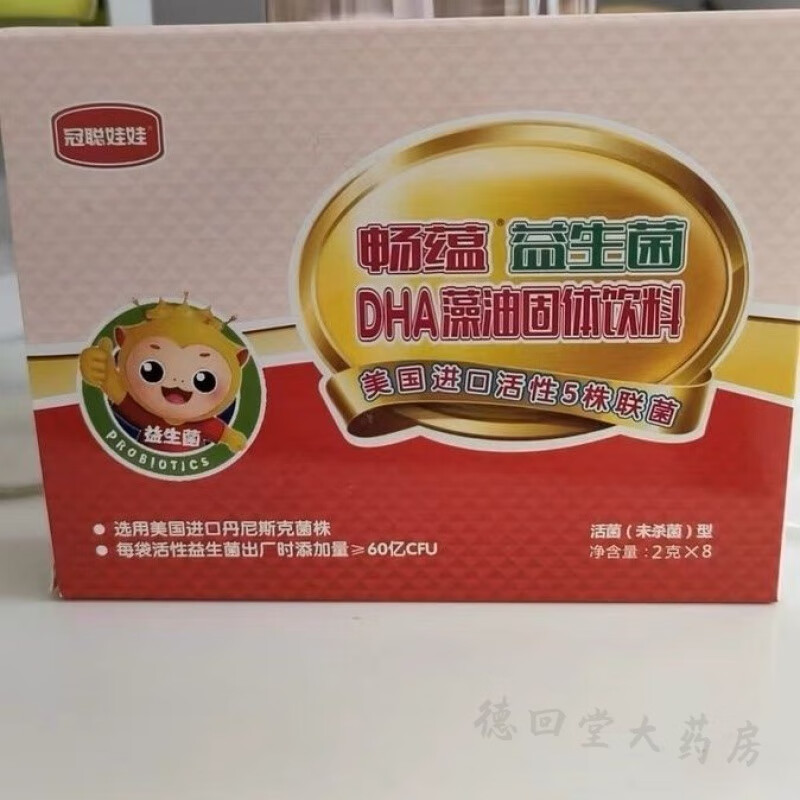 冠聪娃娃
畅蕴®益生菌
DHA藻油固体饮料
美国进口活性5株联菌
益生菌
PROBIOTICS
● 选用美国进口丹尼斯克菌株
● 每袋活性益生菌出厂时添加量≥60亿CFU
活菌(未杀菌)型
净含量:2克×8
德回堂大药房